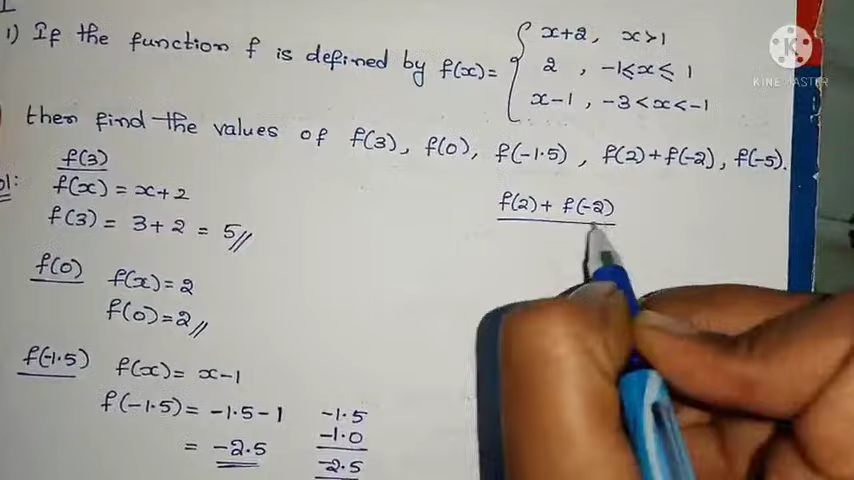 1) If the function f is defined by f(x)= { x+2, x>1
2, -1≤x≤1
x-1, -3<x<-1
then find the values of f(3), f(0), f(-1.5), f(2)+f(-2), f(-5).
f(3)
f(x) = x+2
f(3) = 3+2 = 5//
f(0) f(x)=2
f(0)=2//
f(-1.5) f(x)= x-1
f(-1.5)= -1.5-1
= -2.5
-1.5
-1.0
-2.5
f(2)+ f(-2)
K
KINEMASTER